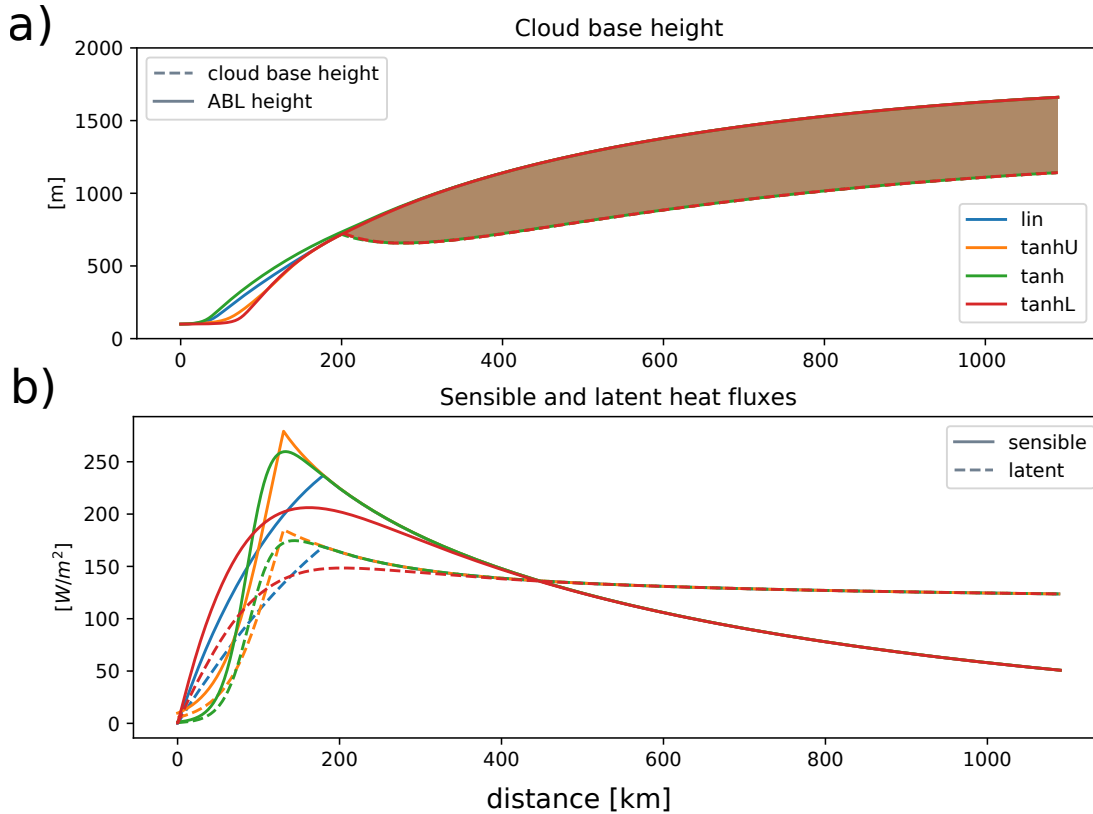 a)
Cloud base height
2000
1500
1000
500
0
[m]
cloud base height
ABL height
lin
tanhU
tanh
tanhL
0 200 400 600 800 1000
b)
Sensible and latent heat fluxes
250
200
150
100
50
0
[W/m²]
sensible
latent
0 200 400 600 800 1000
distance [km]